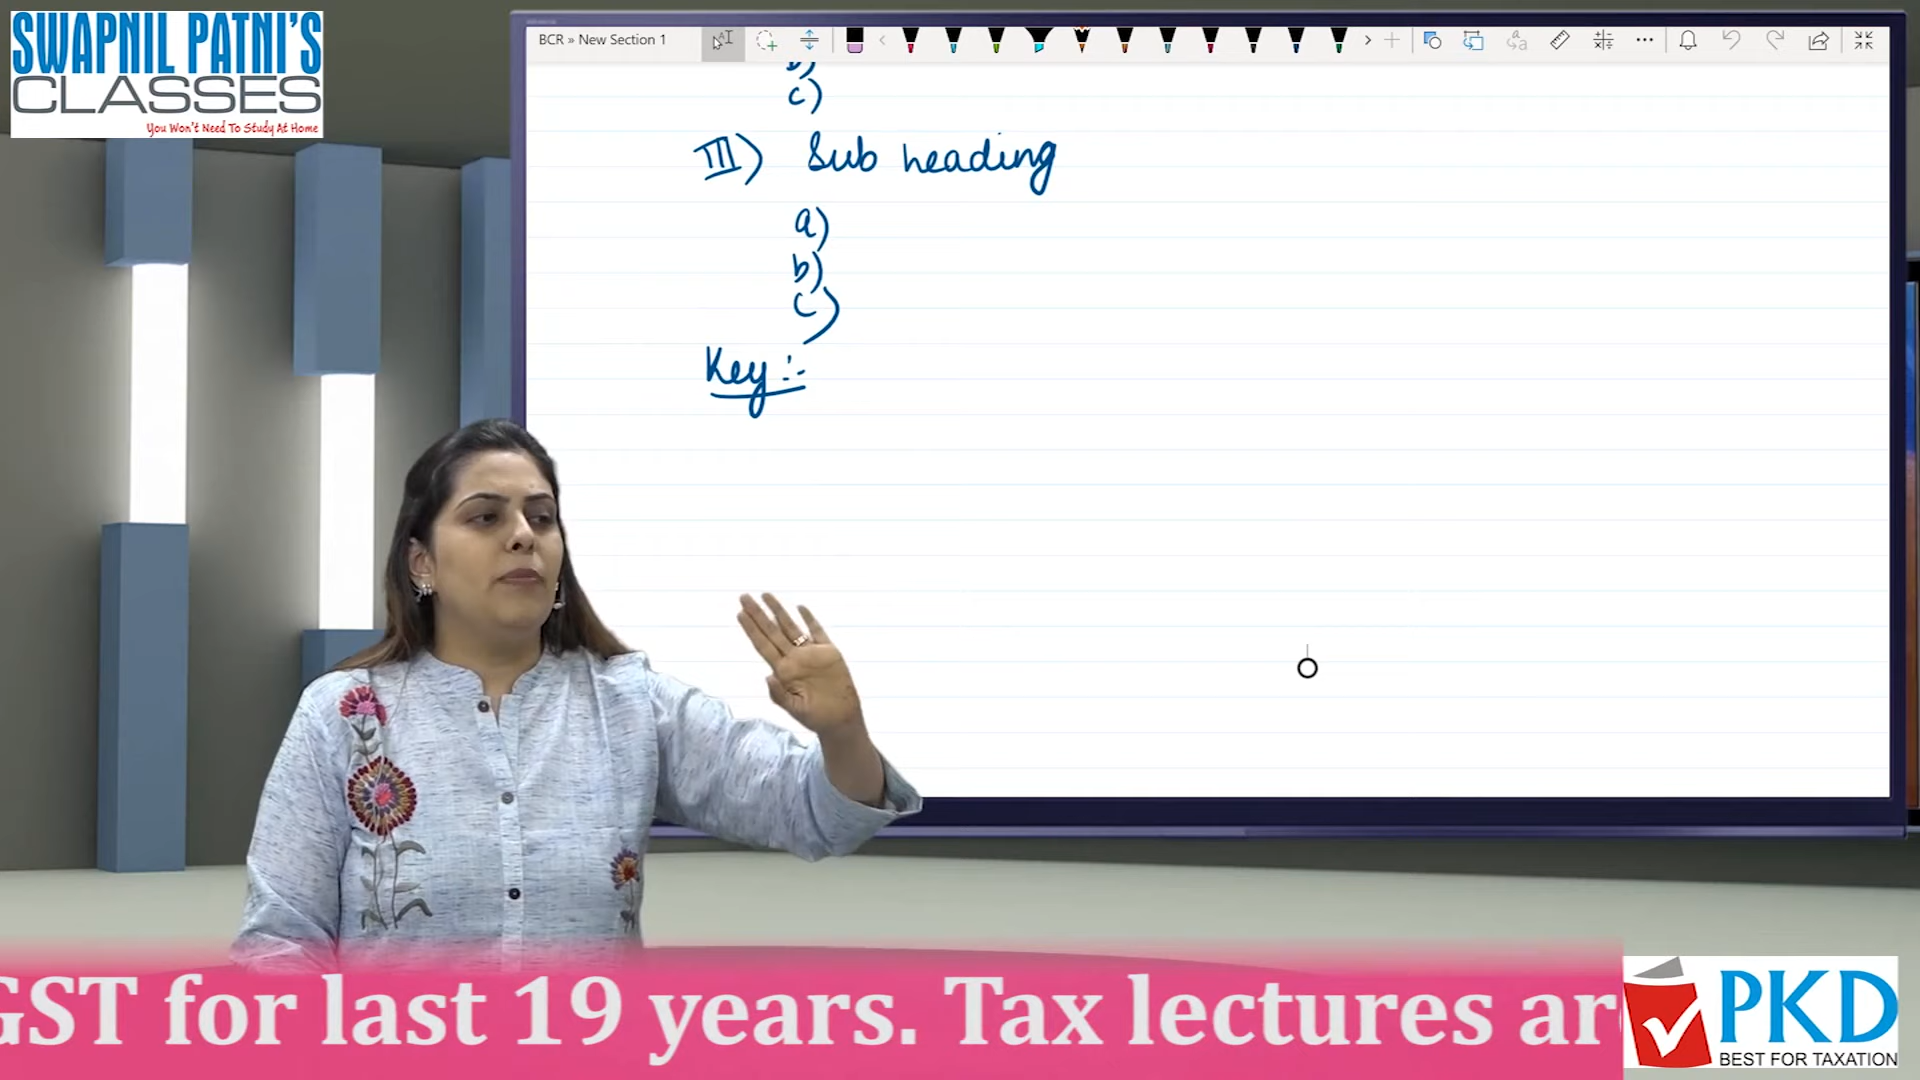 SWAPNIL PATNI'S
CLASSES
You Won't Need To Study At Home
BCR » New Section 1
b)
c)
III) Sub heading
a)
b)
c)
Key :-
GST for last 19 years. Tax lectures ar
PKD
BEST FOR TAXATION